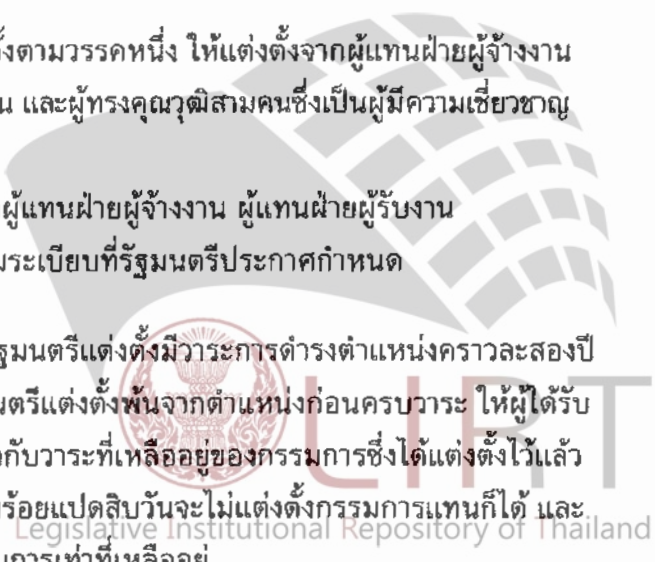 ั้งตามวรรคหนึ่ง ให้แต่งตั้งจากผู้แทนฝ่ายผู้จ้างงาน
น และผู้ทรงคุณวุฒิสามคนซึ่งเป็นผู้มีความเชี่ยวชาญ
ผู้แทนฝ่ายผู้จ้างงาน ผู้แทนฝ่ายผู้รับงาน
มระเบียบที่รัฐมนตรีประกาศกำหนด
ฐมนตรีแต่งตั้งมีวาระการดำรงตำแหน่งคราวละสองปี
นตรีแต่งตั้งพ้นจากตำแหน่งก่อนครบวาระ ให้ผู้ได้รับ
กับวาระที่เหลืออยู่ของกรรมการซึ่งได้แต่งตั้งไว้แล้ว
ร้อยแปดสิบวันจะไม่แต่งตั้งกรรมการแทนก็ได้ และ
มการเท่าที่เหลืออยู่
LIRT
Legislative Institutional Repository of Thailand